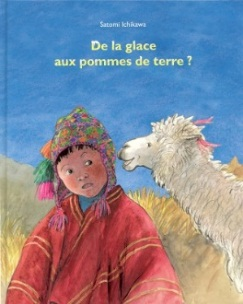 Satomi Ichikawa
De la glace
aux pommes de terre ?